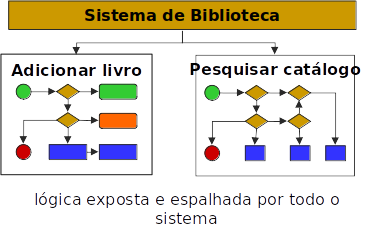 Sistema de Biblioteca
Adicionar livro
Pesquisar catálogo
lógica exposta e espalhada por todo o
sistema